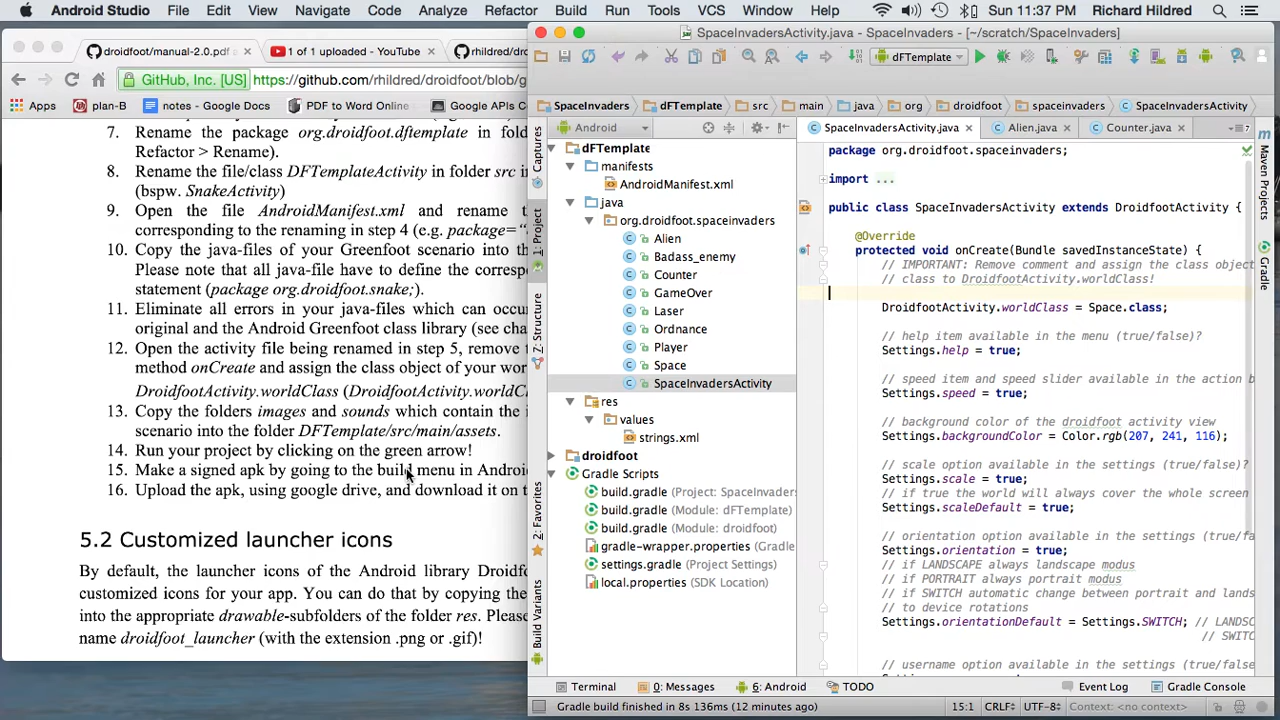 Android Studio File Edit View Navigate Code Analyze Refactor Build Run Tools VCS Window Help Sun 11:37 PM Richard Hildred
droidfoot/manual-2.0.pdf 1 of 1 uploaded - YouTube rhildred/dro
GitHub, Inc. [US] https://github.com/rhildred/droidfoot/blob/g
Apps plan-B notes - Google Docs PDF to Word Online Google APIs C
7. Rename the package org.droidfoot.dftemplate in fold
Refactor > Rename).
8. Rename the file/class DFTemplateActivity in folder src in
(bspw. SnakeActivity)
9. Open the file AndroidManifest.xml and rename th
corresponding to the renaming in step 4 (e.g. package="
10. Copy the java-files of your Greenfoot scenario into the
Please note that all java-file have to define the corresp
statement (package org.droidfoot.snake;).
11. Eliminate all errors in your java-files which can occur
original and the Android Greenfoot class library (see cha
12. Open the activity file being renamed in step 5, remove t
method onCreate and assign the class object of your wor
DroidfootActivity.worldClass (DroidfootActivity.worldC
13. Copy the folders images and sounds which contain the i
scenario into the folder DFTemplate/src/main/assets.
14. Run your project by clicking on the green arrow!
15. Make a signed apk by going to the build menu in Androi
16. Upload the apk, using google drive, and download it on t
5.2 Customized launcher icons
By default, the launcher icons of the Android library Droidfo
customized icons for your app. You can do that by copying the
into the appropriate drawable-subfolders of the folder res. Please
name droidfoot_launcher (with the extension .png or .gif)!
SpaceInvadersActivity.java - SpaceInvaders - [~/scratch/SpaceInvaders]
dFTemplate
SpaceInvaders dFTemplate src main java org droidfoot spaceinvaders SpaceInvadersActivity
Captures
1: Project
7: Structure
2: Favorites
Build Variants
Android
dFTemplate
manifests
AndroidManifest.xml
java
org.droidfoot.spaceinvaders
Alien
Badass_enemy
Counter
GameOver
Laser
Ordnance
Player
Space
SpaceInvadersActivity
res
values
strings.xml
droidfoot
Gradle Scripts
build.gradle (Project: SpaceInvaders
build.gradle (Module: dFTemplate)
build.gradle (Module: droidfoot)
gradle-wrapper.properties (Gradle
settings.gradle (Project Settings)
local.properties (SDK Location)
SpaceInvadersActivity.java Alien.java Counter.java
package org.droidfoot.spaceinvaders;
import ...
public class SpaceInvadersActivity extends DroidfootActivity {
@Override
protected void onCreate(Bundle savedInstanceState) {
// IMPORTANT: Remove comment and assign the class object
// class to DroidfootActivity.worldClass!
DroidfootActivity.worldClass = Space.class;
// help item available in the menu (true/false)?
Settings.help = true;
// speed item and speed slider available in the action b
Settings.speed = true;
// background color of the droidfoot activity view
Settings.backgroundColor = Color.rgb(207, 241, 116);
// scale option available in the settings (true/false)?
Settings.scale = true;
// if true the world will always cover the whole screen
Settings.scaleDefault = true;
// orientation option available in the settings (true/fa
Settings.orientation = true;
// if LANDSCAPE always landscape modus
// if PORTRAIT always portrait modus
// if SWITCH automatic change between portrait and lands
// to device rotations
Settings.orientationDefault = Settings.SWITCH; // LANDSC
// SWITC
// username option available in the settings (true/false
Maven Projects
Gradle
Terminal 0: Messages 6: Android TODO Event Log Gradle Console
Gradle build finished in 8s 136ms (12 minutes ago) 15:1 CRLF UTF-8 Context: <no context>